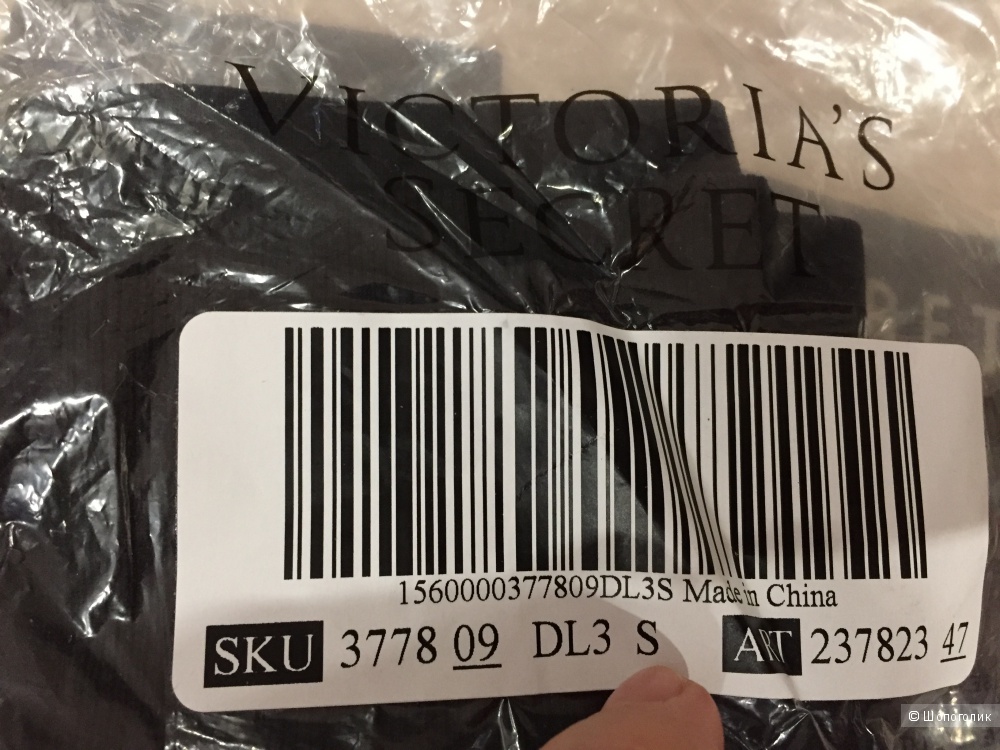 VICTORIA'S
SECRET
1560000377809DL3S Made in China
SKU 3778 09 DL3 S ART 237823 47
© Шопоголик